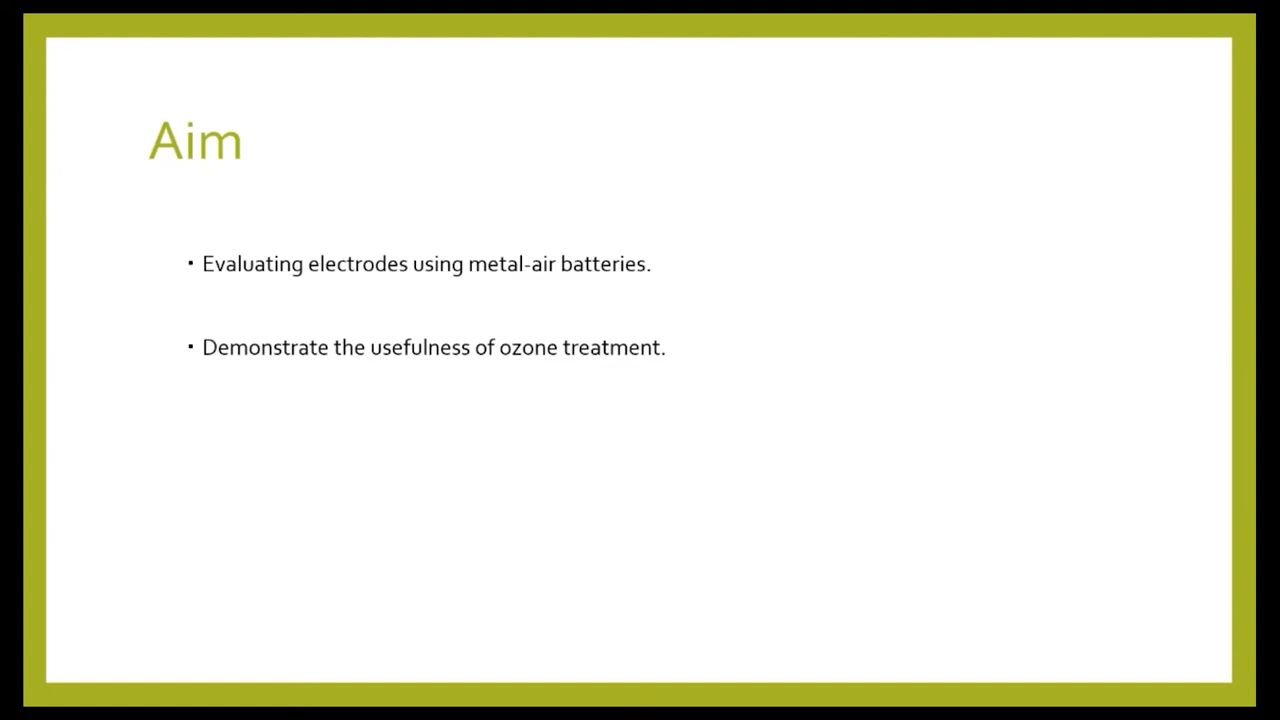 Aim
▪ Evaluating electrodes using metal-air batteries.
▪ Demonstrate the usefulness of ozone treatment.